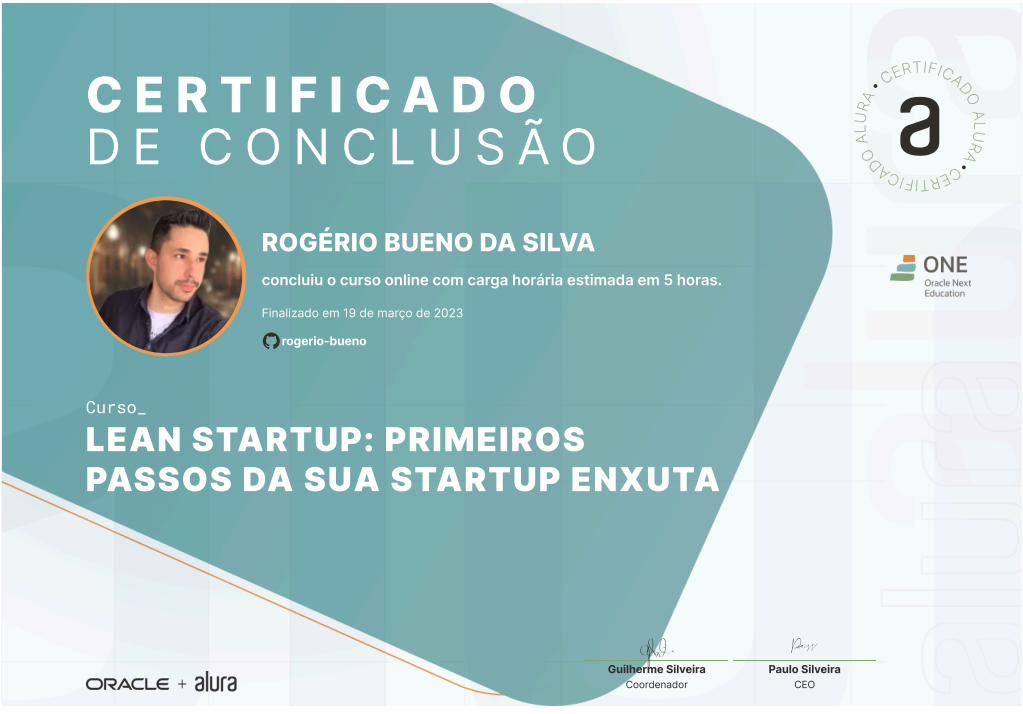 CERTIFICADO
DE CONCLUSÃO
CERTIFICADO ALURA • CERTIFICADO ALURA •
a
ROGÉRIO BUENO DA SILVA
concluiu o curso online com carga horária estimada em 5 horas.
Finalizado em 19 de março de 2023
rogerio-bueno
ONE
Oracle Next
Education
Curso_
LEAN STARTUP: PRIMEIROS
PASSOS DA SUA STARTUP ENXUTA
Guilherme Silveira
Coordenador
Paulo Silveira
CEO
ORACLE + alura
alura
alura